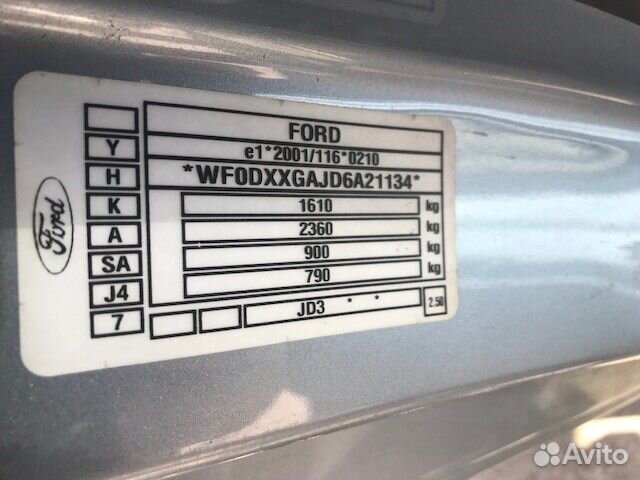 FORD
Y
e1*2001/116*0210
H
*WF0DXXGAJD6A21134*
K
1610 kg
A
2360 kg
SA
900 kg
J4
790 kg
7
JD3 * *
2.50
Ford
Avito